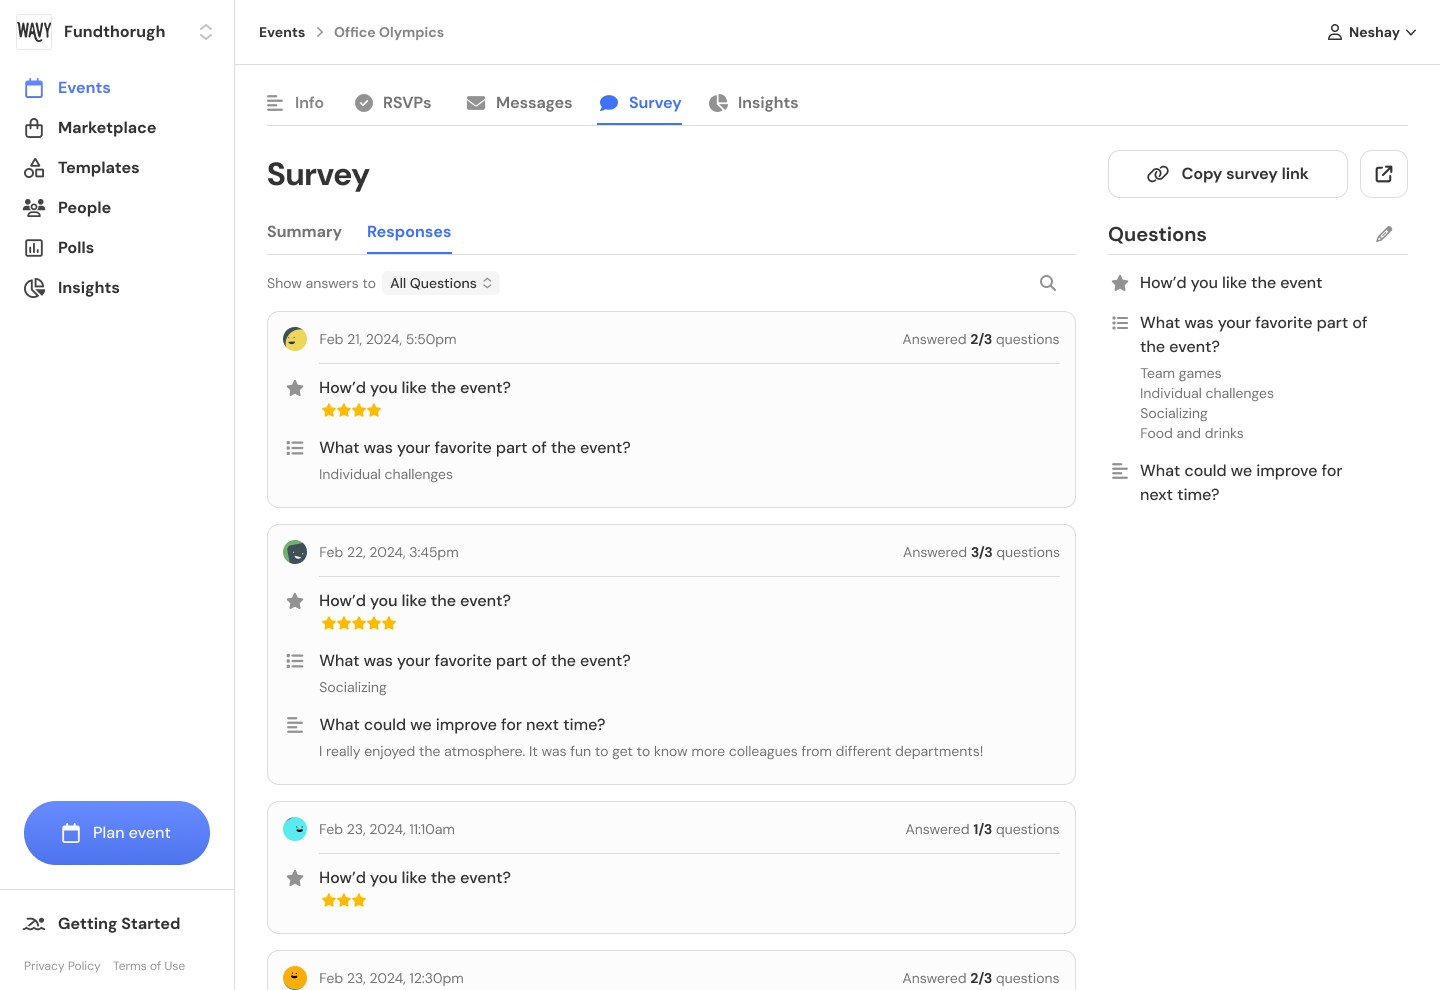 WAVY
Fundthorugh
Events
Marketplace
Templates
People
Polls
Insights
Plan event
Getting Started
Privacy Policy Terms of Use
Events > Office Olympics
Neshay
Info RSVPs Messages Survey Insights
Survey
Summary Responses
Show answers to All Questions
Feb 21, 2024, 5:50pm Answered 2/3 questions
How’d you like the event?
What was your favorite part of the event?
Individual challenges
Feb 22, 2024, 3:45pm Answered 3/3 questions
How’d you like the event?
What was your favorite part of the event?
Socializing
What could we improve for next time?
I really enjoyed the atmosphere. It was fun to get to know more colleagues from different departments!
Feb 23, 2024, 11:10am Answered 1/3 questions
How’d you like the event?
Feb 23, 2024, 12:30pm Answered 2/3 questions
Copy survey link
Questions
How’d you like the event
What was your favorite part of
the event?
Team games
Individual challenges
Socializing
Food and drinks
What could we improve for
next time?